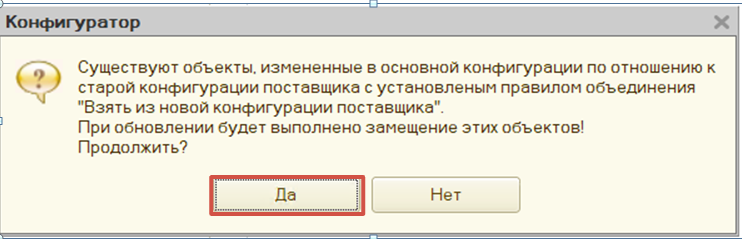 Конфигуратор
Существуют объекты, измененные в основной конфигурации по отношению к
старой конфигурации поставщика с установленым правилом объединения
"Взять из новой конфигурации поставщика".
При обновлении будет выполнено замещение этих объектов!
Продолжить?
Да
Нет